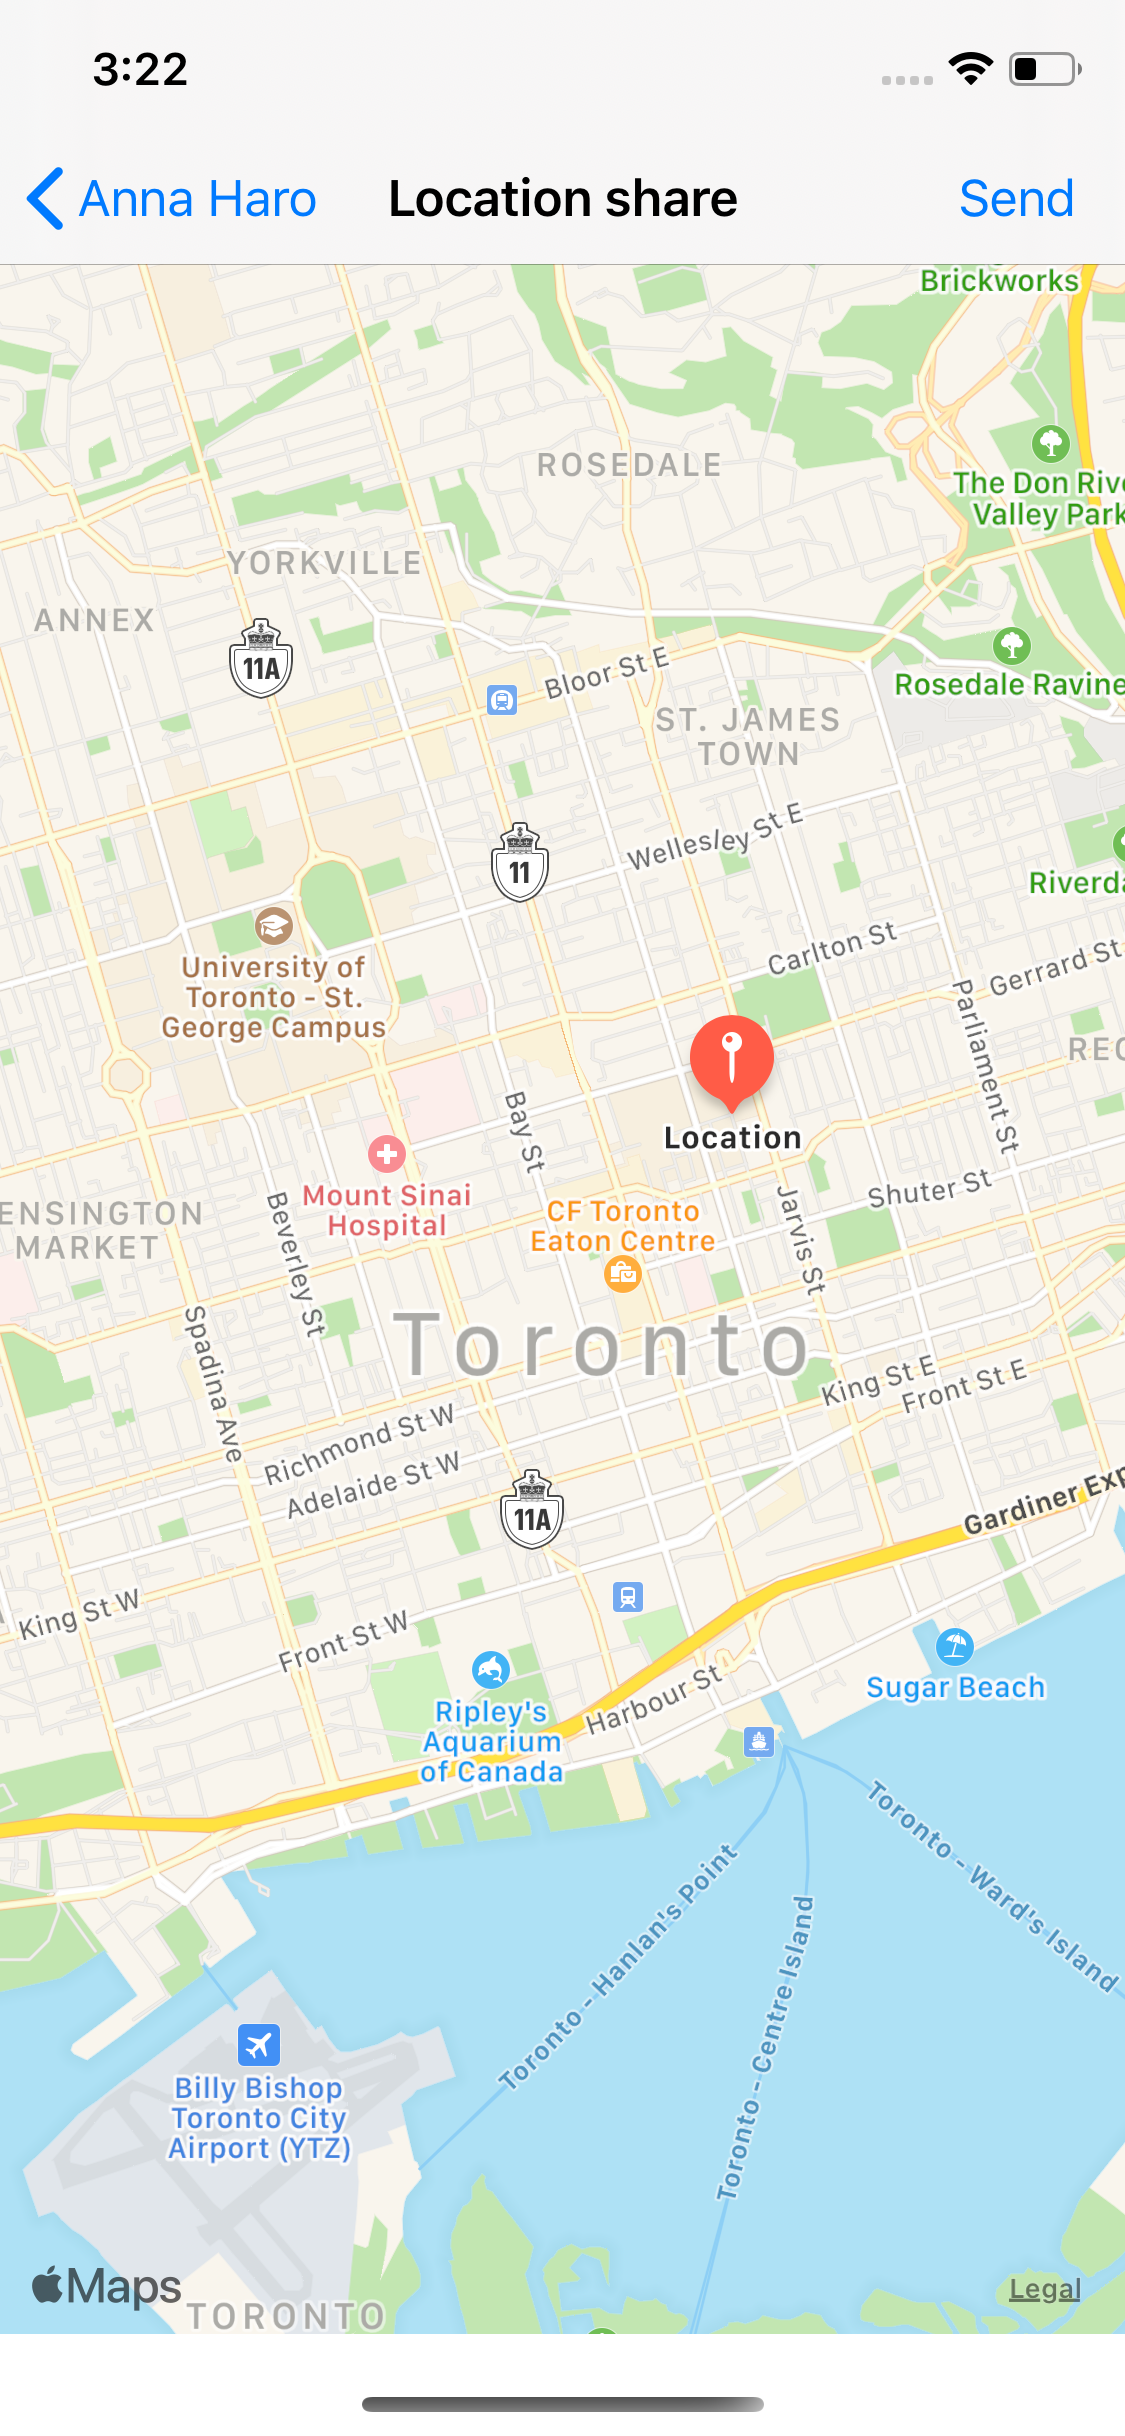 3:22
Anna Haro
Location share
Send
Brickworks
ROSEDALE
The Don Rive
Valley Park
YORKVILLE
ANNEX
11A
Bloor St E
Rosedale Ravine
ST. JAMES
TOWN
Wellesley St E
11
Riverda
University of
Toronto - St.
George Campus
Carlton St
Gerrard St
Parliament St
REG
Location
Bay St
Mount Sinai
Hospital
CF Toronto
Eaton Centre
Shuter St
Jarvis St
ENSINGTON
MARKET
Beverley St
Spadina Ave
Toronto
King St E
Front St E
Richmond St W
Adelaide St W
11A
Gardiner Exp
King St W
Front St W
Ripley's
Aquarium
of Canada
Harbour St
Sugar Beach
Toronto - Hanlan's Point
Toronto - Centre Island
Toronto - Ward's Island
Billy Bishop
Toronto City
Airport (YTZ)
Maps
TORONTO
Legal